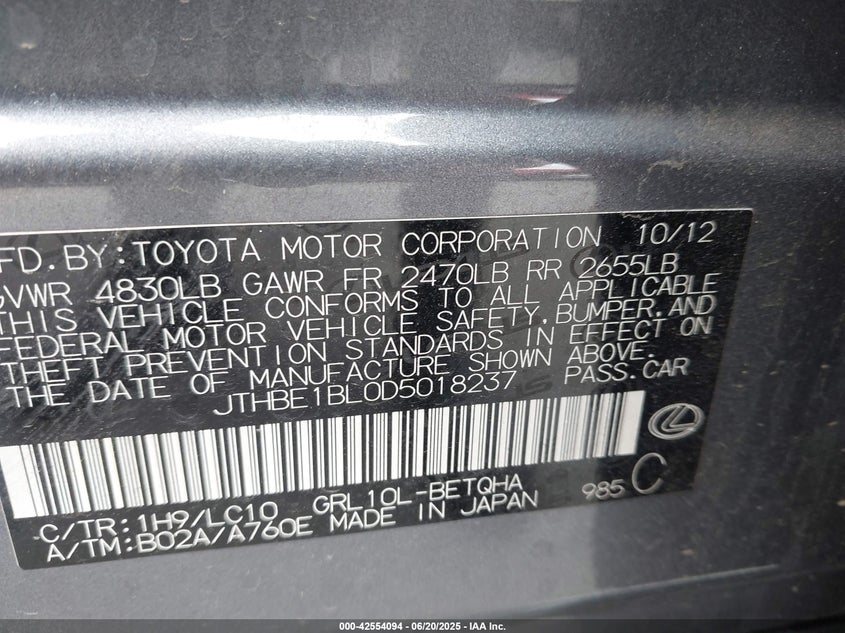 MFD. BY: TOYOTA MOTOR CORPORATION 10/12
GVWR 4830LB GAWR FR 2470LB RR 2655LB
THIS VEHICLE CONFORMS TO ALL APPLICABLE
FEDERAL MOTOR VEHICLE SAFETY, BUMPER, AND
THEFT PREVENTION STANDARDS IN EFFECT ON
THE DATE OF MANUFACTURE SHOWN ABOVE.
JTHBE1BL0D5018237 PASS.CAR
C/TR: 1H9/LC10 GRL10L-BETQHA 985 C
A/TM: B02A/A760E MADE IN JAPAN
000-42554094 | 06/20/2025 - IAA Inc.